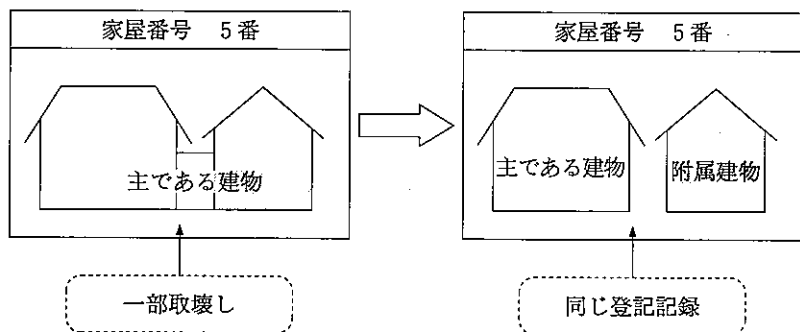 家屋番号 5番
主である建物
一部取壊し
家屋番号 5番
主である建物
附属建物
同じ登記記録